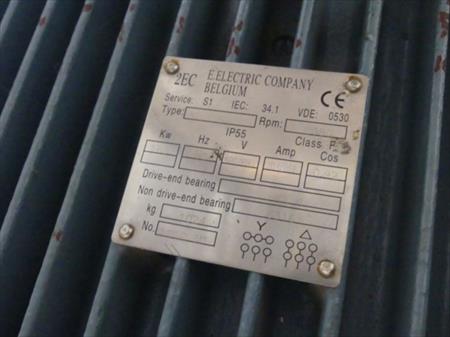 2EC E.ELECTRIC COMPANY
BELGIUM
CE
Service: S1 IEC: 34.1 VDE: 0530
Type: Rpm:
IP55 Class. F
Kw Hz V Amp Cos
Drive-end bearing
Non drive-end bearing
kg
No.
Y △